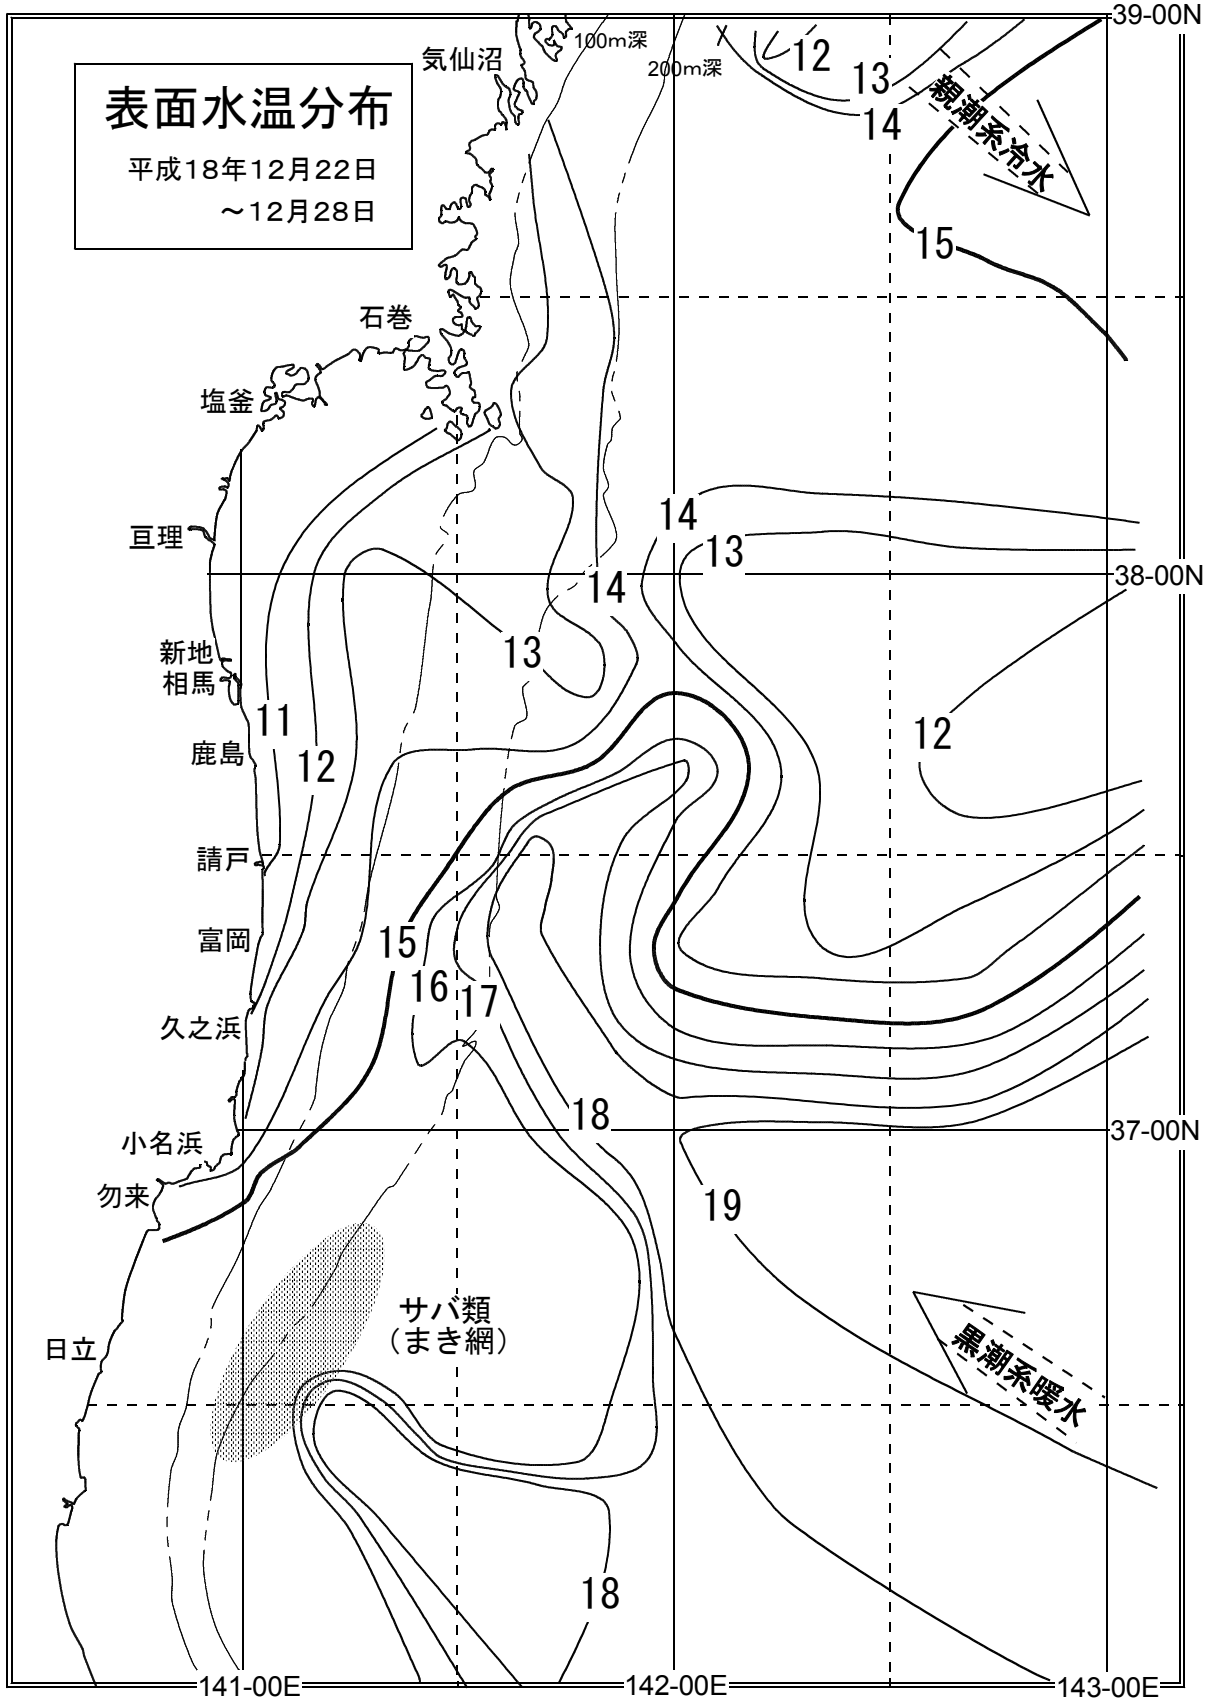 39-00N
気仙沼
100m深
200m深
12
13
14
表面水温分布
平成18年12月22日
～12月28日
親潮系冷水
15
石巻
塩釜
14
13
亘理
38-00N
14
新地
13
相馬
11
12
鹿島
12
請戸
富岡
15
16
17
久之浜
18
37-00N
小名浜
勿来
19
サバ類
(まき網)
日立
黒潮系暖水
18
141-00E
142-00E
143-00E